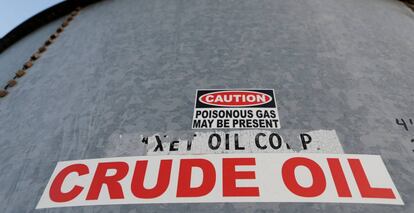 CAUTION
POISONOUS GAS
MAY BE PRESENT
OIL CORP.
CRUDE OIL